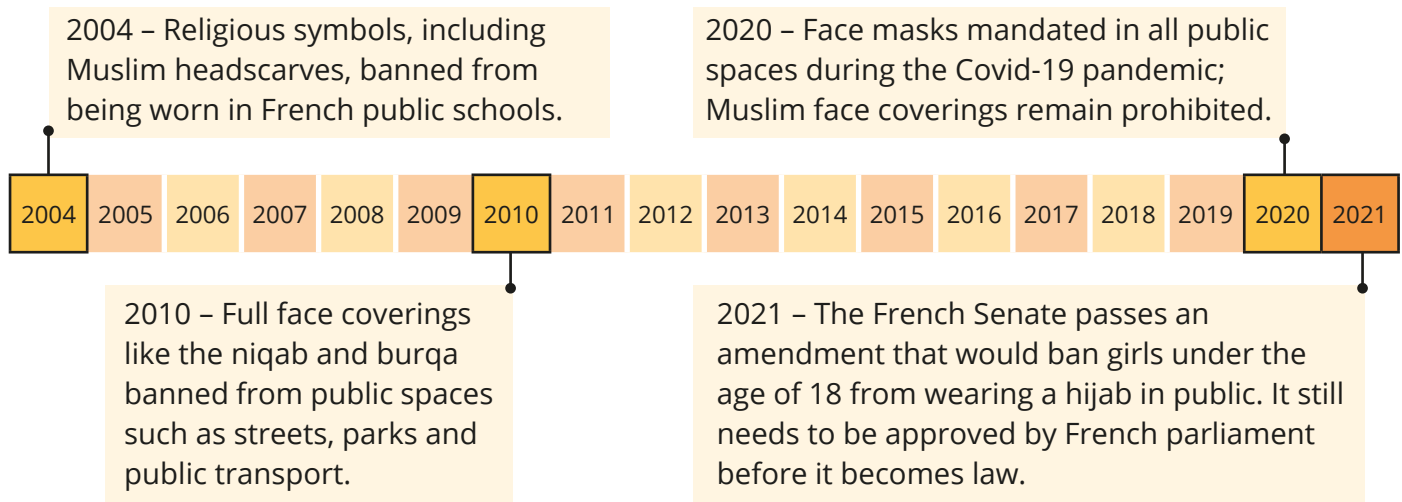 2004 – Religious symbols, including
Muslim headscarves, banned from
being worn in French public schools.
2020 – Face masks mandated in all public
spaces during the Covid-19 pandemic;
Muslim face coverings remain prohibited.
2004 2005 2006 2007 2008 2009 2010 2011 2012 2013 2014 2015 2016 2017 2018 2019 2020 2021
2010 – Full face coverings
like the niqab and burqa
banned from public spaces
such as streets, parks and
public transport.
2021 – The French Senate passes an
amendment that would ban girls under the
age of 18 from wearing a hijab in public. It still
needs to be approved by French parliament
before it becomes law.